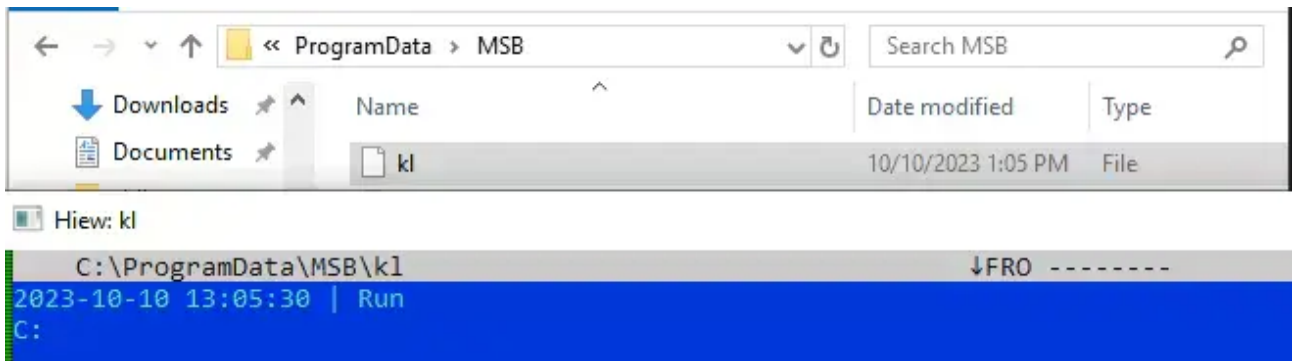 « ProgramData > MSB
Search MSB
Downloads
Name
Date modified
Type
Documents
kl
10/10/2023 1:05 PM
File
Hiew: kl
C:\ProgramData\MSB\kl ↓FRO --------
2023-10-10 13:05:30 | Run
C: